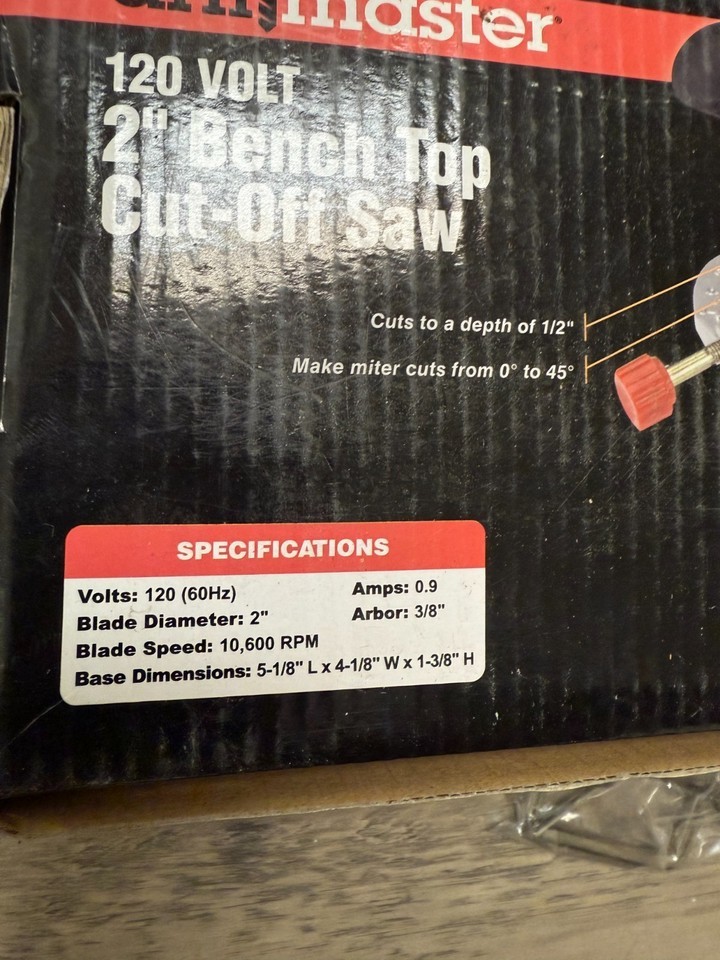 master®
120 VOLT
2" Bench Top
Cut-Off Saw
Cuts to a depth of 1/2"
Make miter cuts from 0° to 45°
SPECIFICATIONS
Volts: 120 (60Hz) Amps: 0.9
Blade Diameter: 2" Arbor: 3/8"
Blade Speed: 10,600 RPM
Base Dimensions: 5-1/8" L x 4-1/8" W x 1-3/8" H